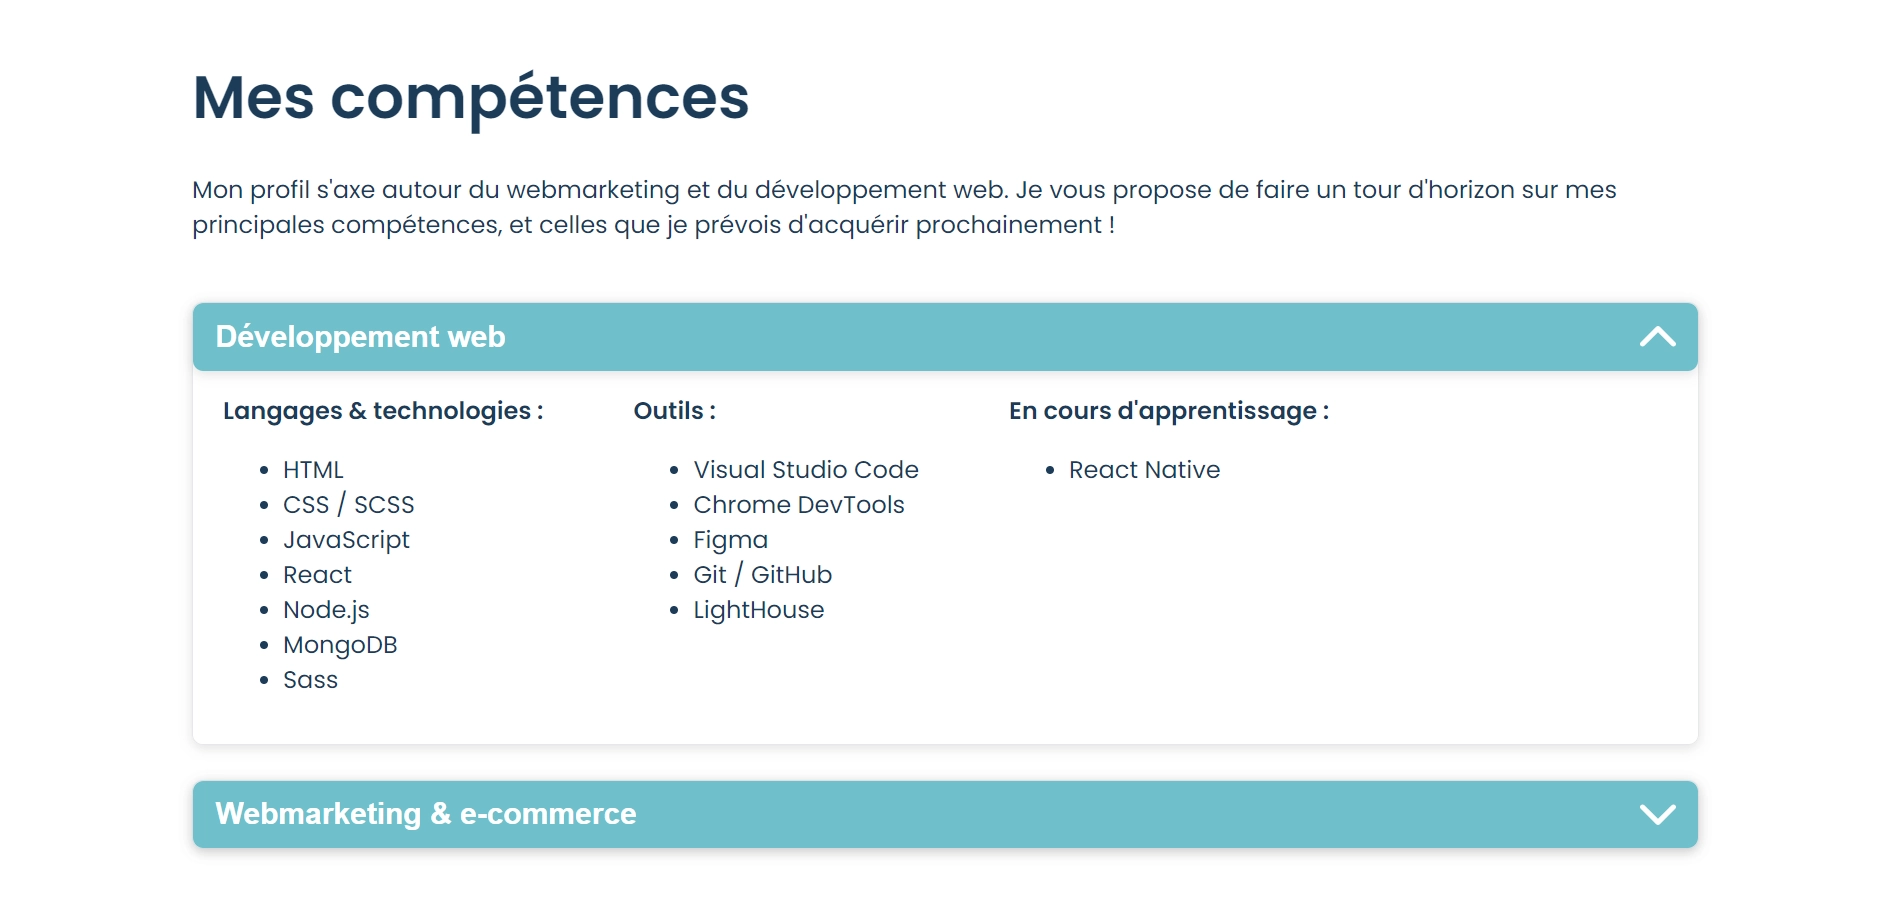 Mes compétences
Mon profil s'axe autour du webmarketing et du développement web. Je vous propose de faire un tour d'horizon sur mes
principales compétences, et celles que je prévois d'acquérir prochainement !
Développement web
Langages & technologies :
HTML
CSS / SCSS
JavaScript
React
Node.js
MongoDB
Sass
Outils :
Visual Studio Code
Chrome DevTools
Figma
Git / GitHub
LightHouse
En cours d'apprentissage :
React Native
Webmarketing & e-commerce